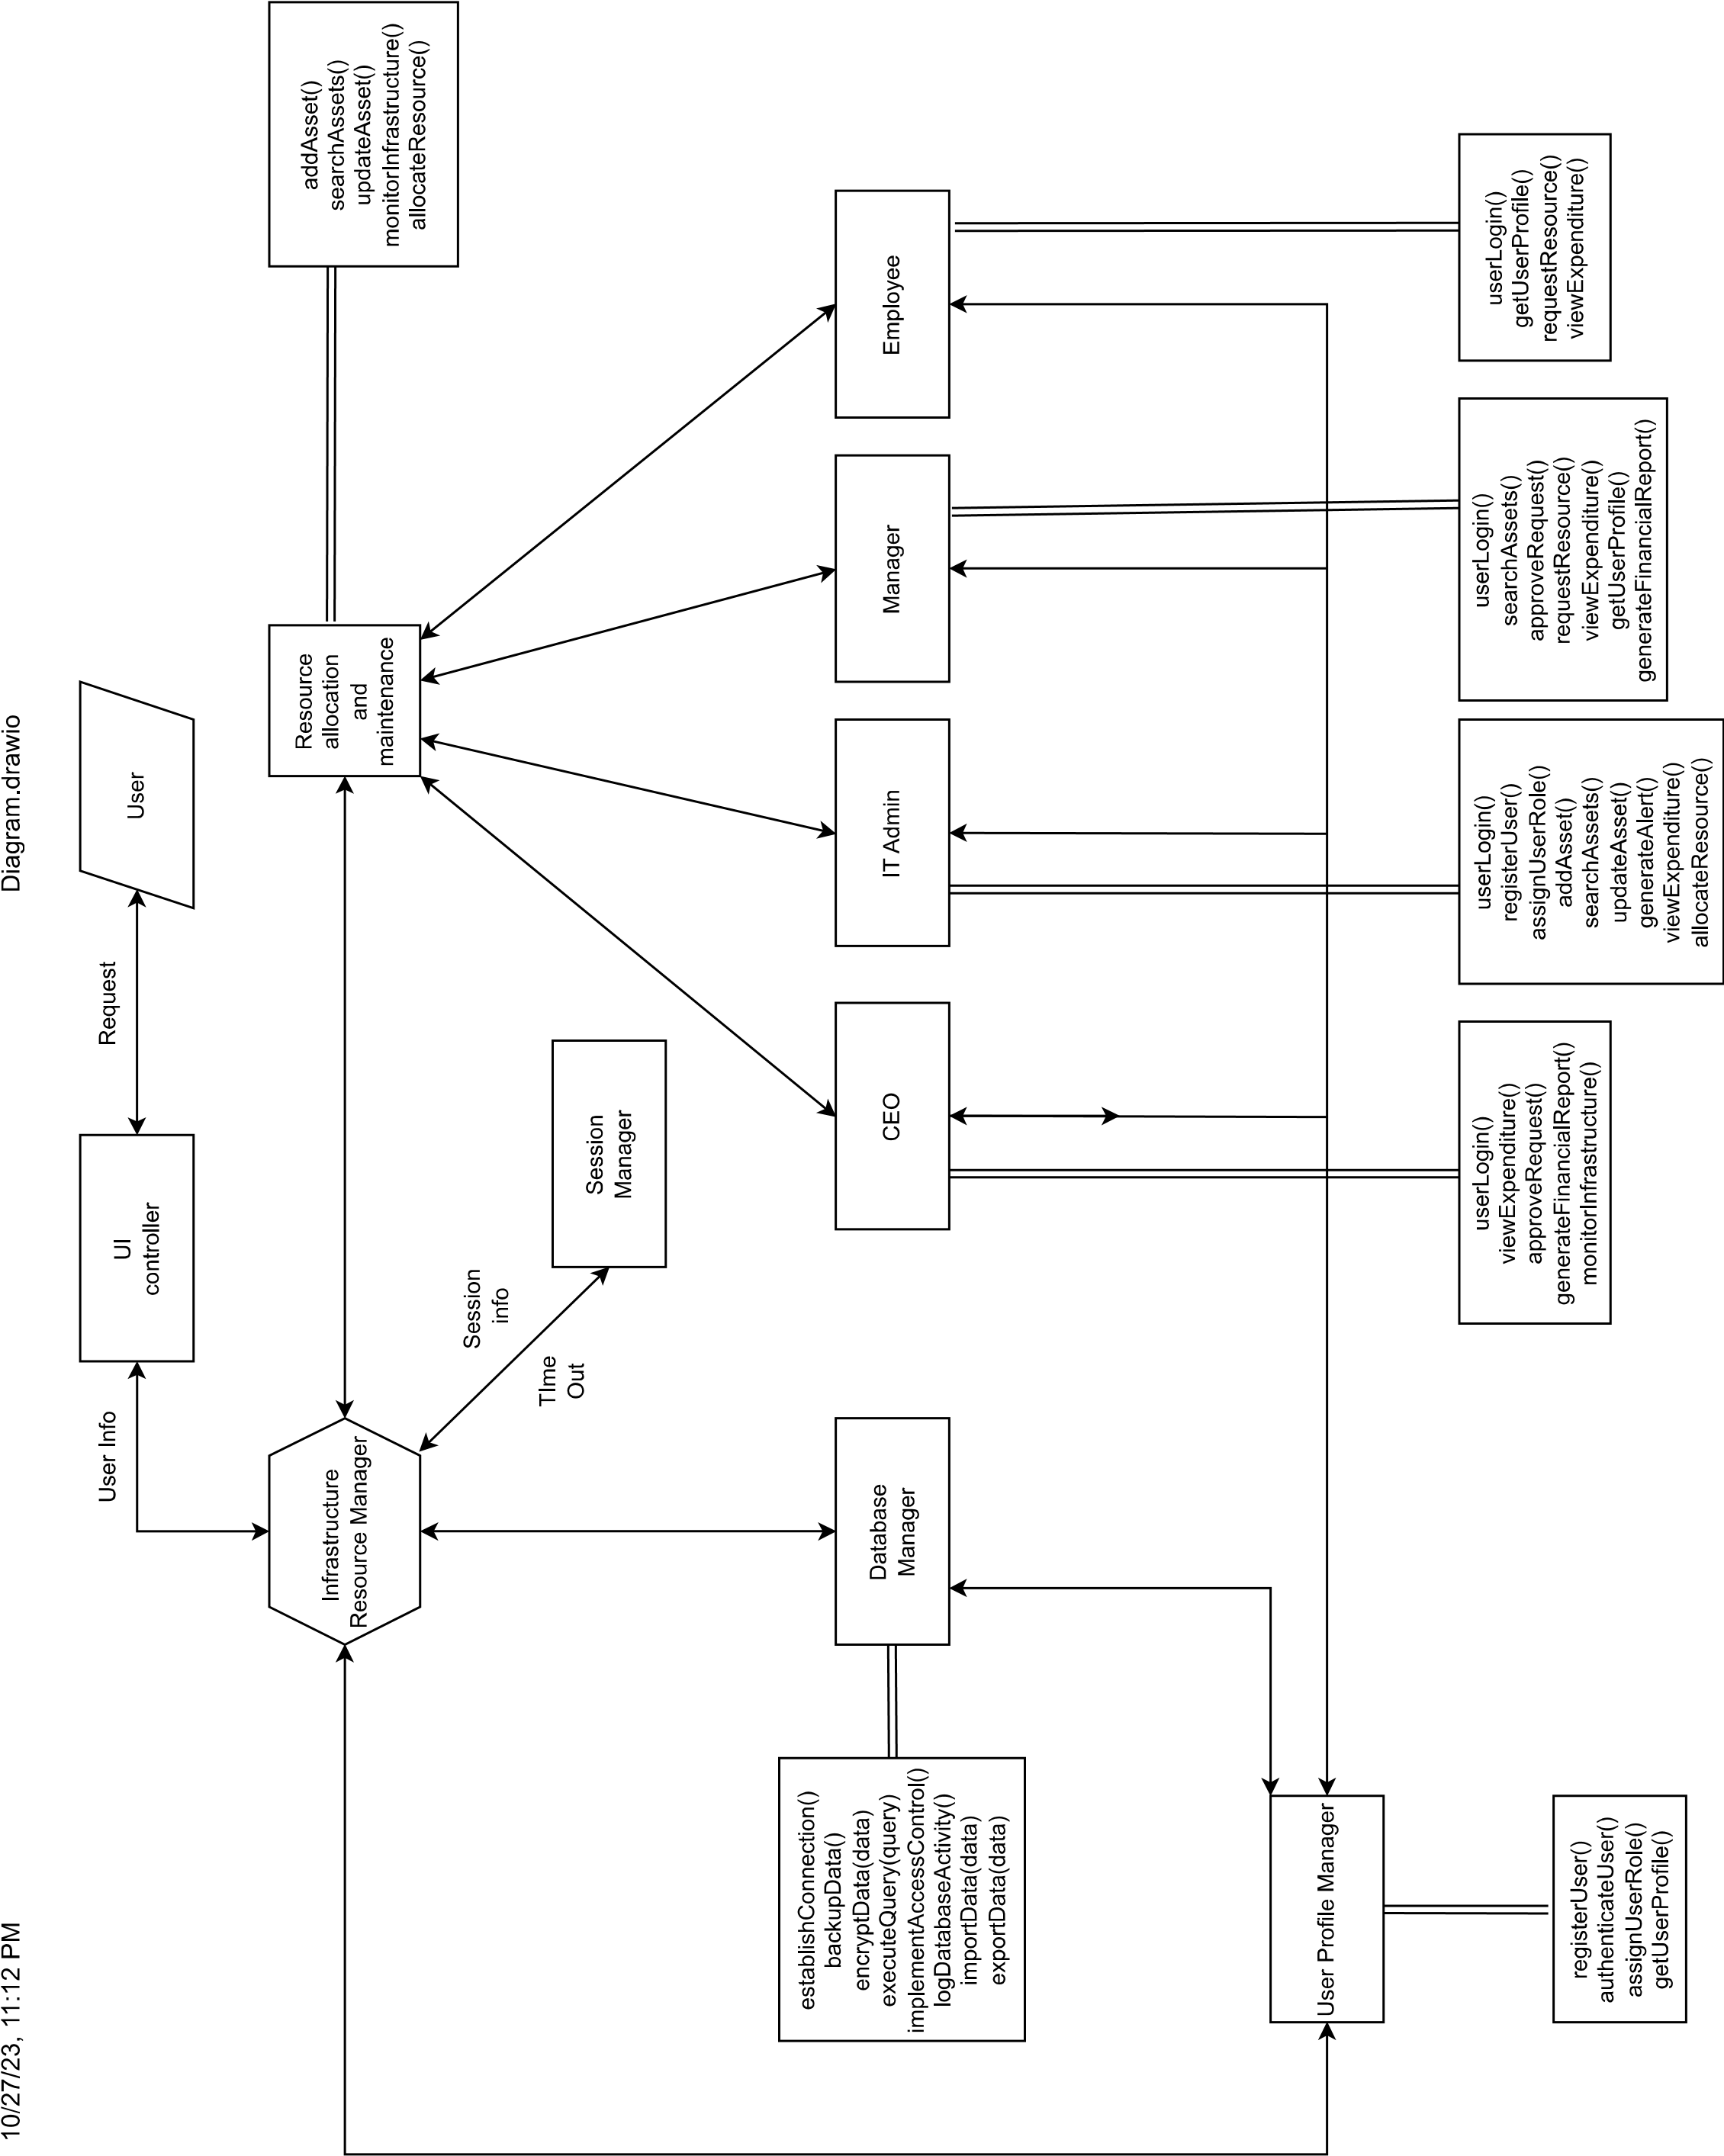 10/27/23, 11:12 PM
Diagram.drawio
User Info
UI
controller
Request
User
Infrastructure
Resource Manager
Resource
allocation
and
maintenance
addAsset()
searchAssets()
updateAsset()
monitorInfrastructure()
allocateResource()
Session
info
TIme
Out
Session
Manager
establishConnection()
backupData()
encryptData(data)
executeQuery(query)
implementAccessControl()
logDatabaseActivity()
importData(data)
exportData(data)
Database
Manager
CEO
IT Admin
Manager
Employee
User Profile Manager
registerUser()
authenticateUser()
assignUserRole()
getUserProfile()
userLogin()
viewExpenditure()
approveRequest()
generateFinancialReport()
monitorInfrastructure()
userLogin()
registerUser()
assignUserRole()
addAsset()
searchAssets()
updateAsset()
generateAlert()
viewExpenditure()
allocateResource()
userLogin()
searchAssets()
approveRequest()
requestResource()
viewExpenditure()
getUserProfile()
generateFinancialReport()
userLogin()
getUserProfile()
requestResource()
viewExpenditure()